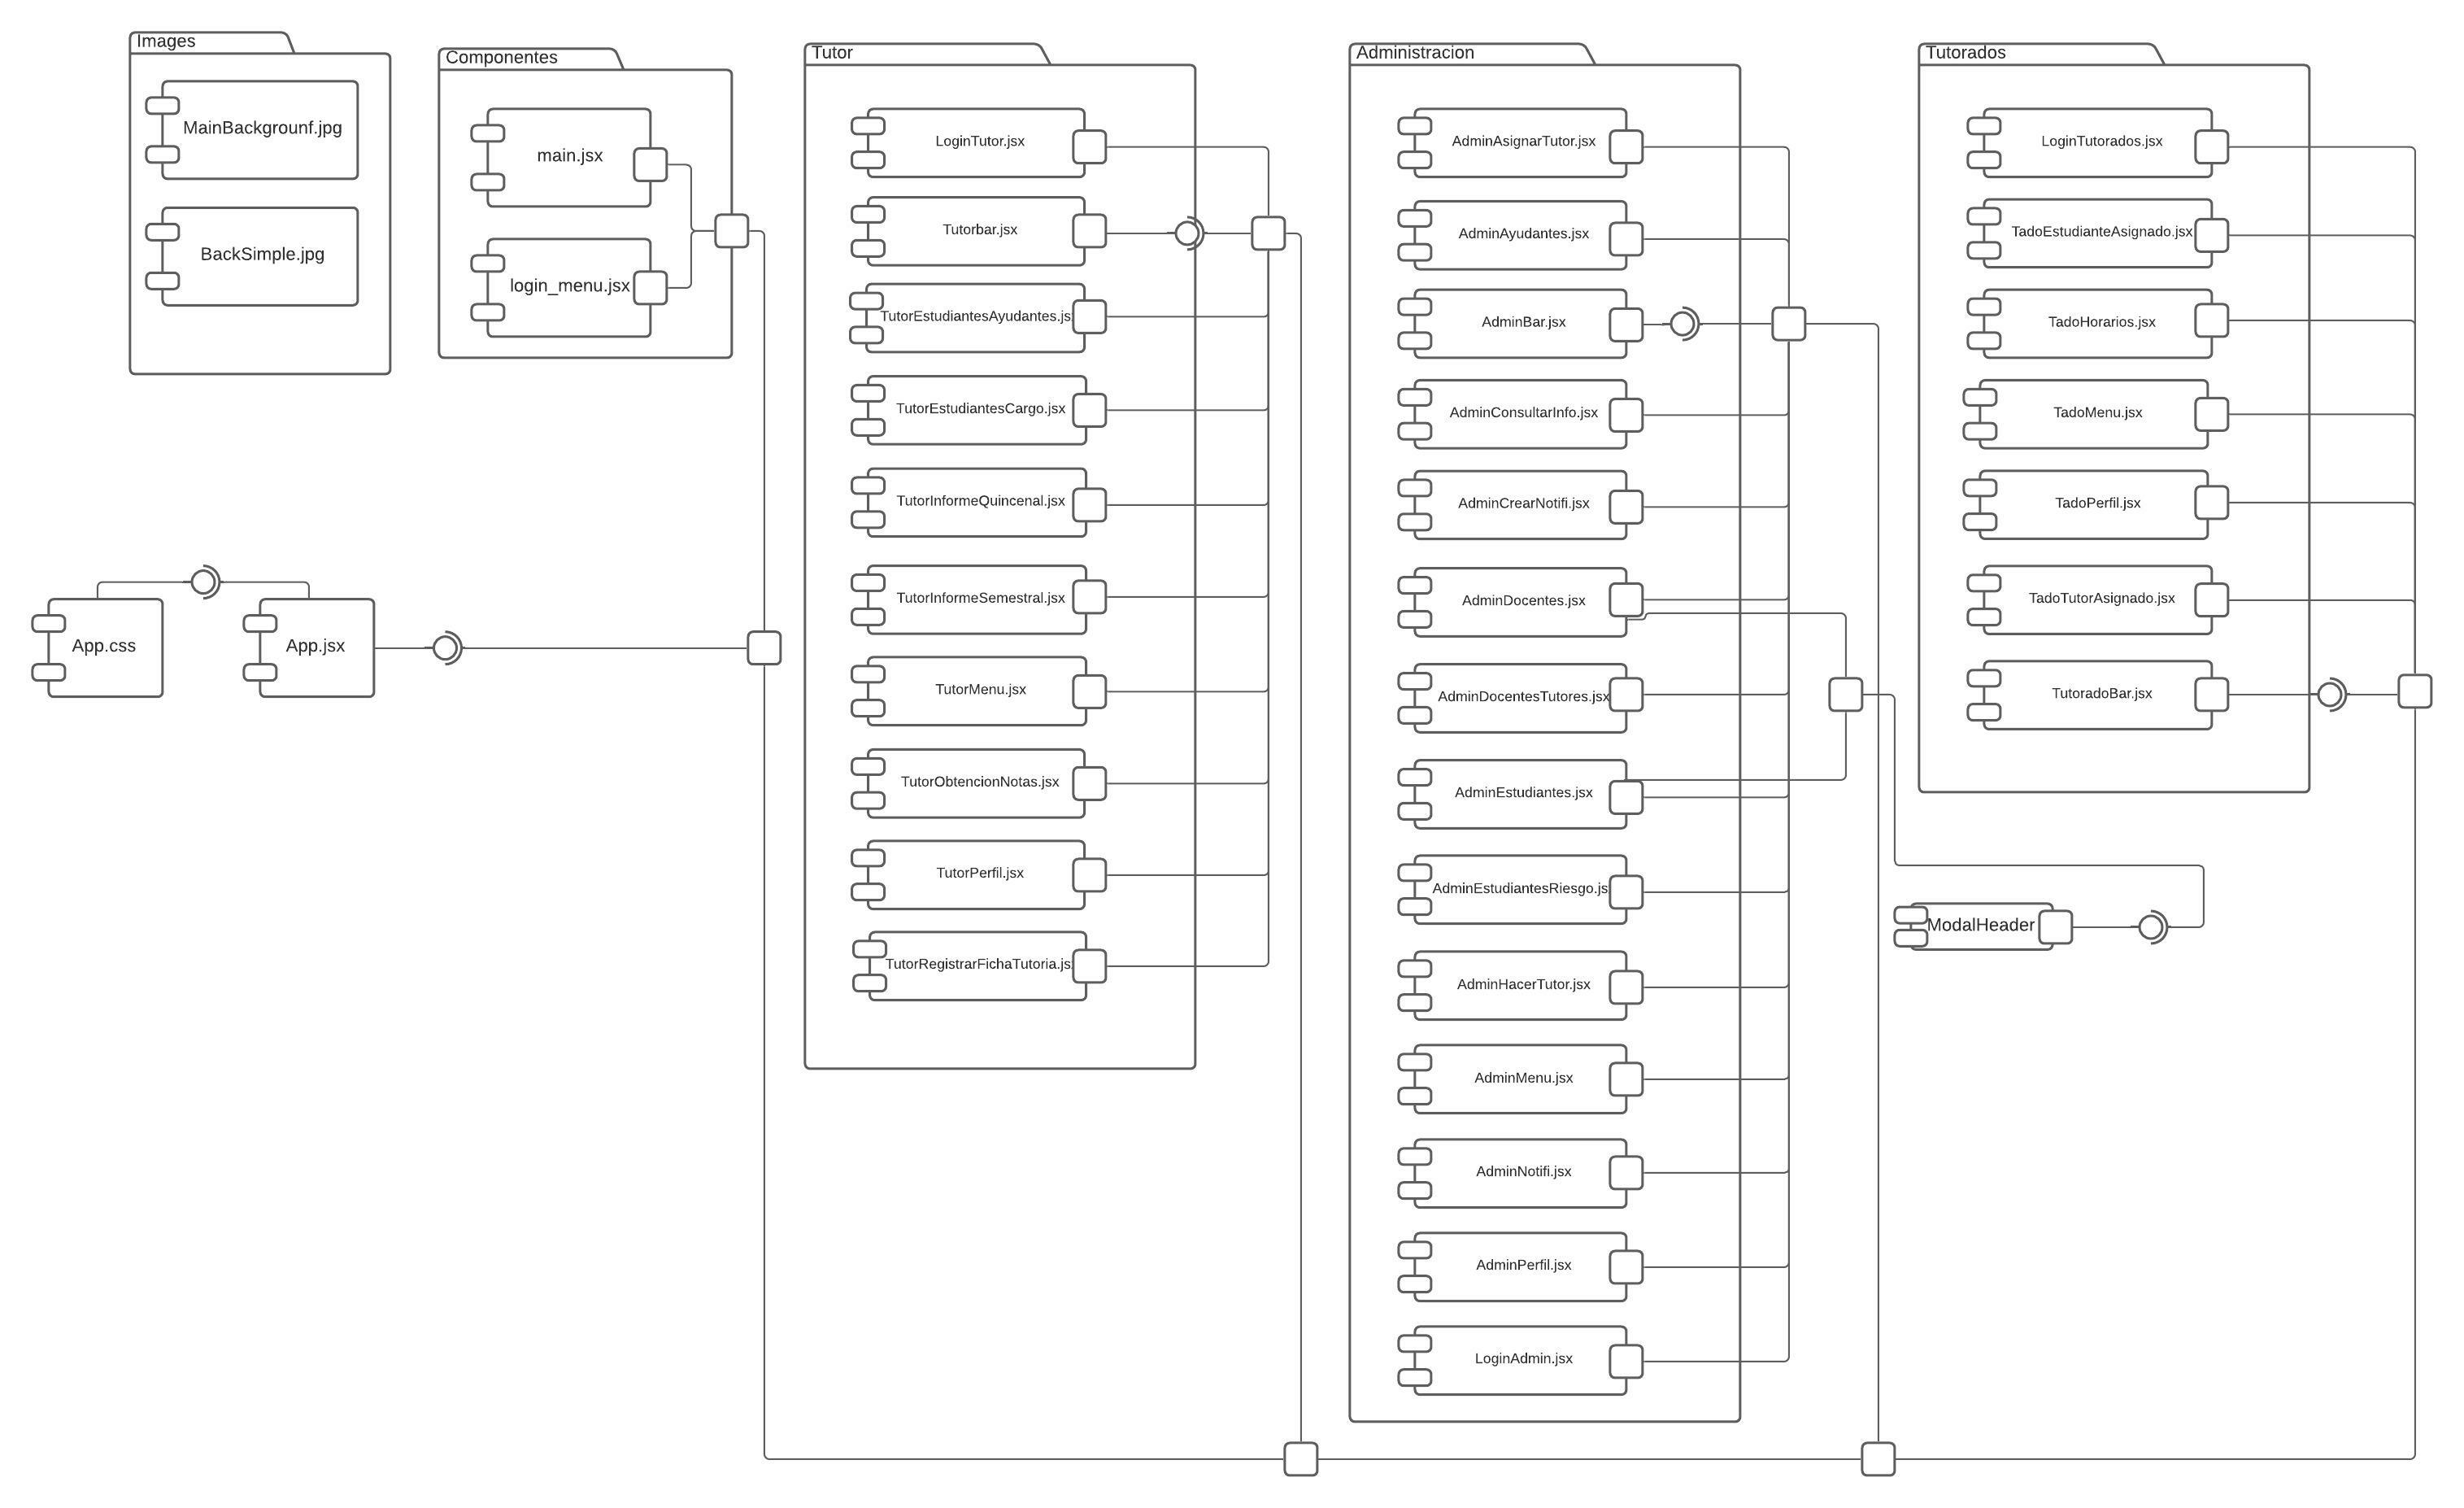 Images
MainBackgrounf.jpg
BackSimple.jpg
Componentes
main.jsx
login_menu.jsx
App.css
App.jsx
Tutor
LoginTutor.jsx
Tutorbar.jsx
TutorEstudiantesAyudantes.js
TutorEstudiantesCargo.jsx
TutorInformeQuincenal.jsx
TutorInformeSemestral.jsx
TutorMenu.jsx
TutorObtencionNotas.jsx
TutorPerfil.jsx
TutorRegistrarFichaTutoria.js
Administracion
AdminAsignarTutor.jsx
AdminAyudantes.jsx
AdminBar.jsx
AdminConsultarInfo.jsx
AdminCrearNotifi.jsx
AdminDocentes.jsx
AdminDocentesTutores.jsx
AdminEstudiantes.jsx
AdminEstudiantesRiesgo.js
AdminHacerTutor.jsx
AdminMenu.jsx
AdminNotifi.jsx
AdminPerfil.jsx
LoginAdmin.jsx
Tutorados
LoginTutorados.jsx
TadoEstudianteAsignado.jsx
TadoHorarios.jsx
TadoMenu.jsx
TadoPerfil.jsx
TadoTutorAsignado.jsx
TutoradoBar.jsx
ModalHeader